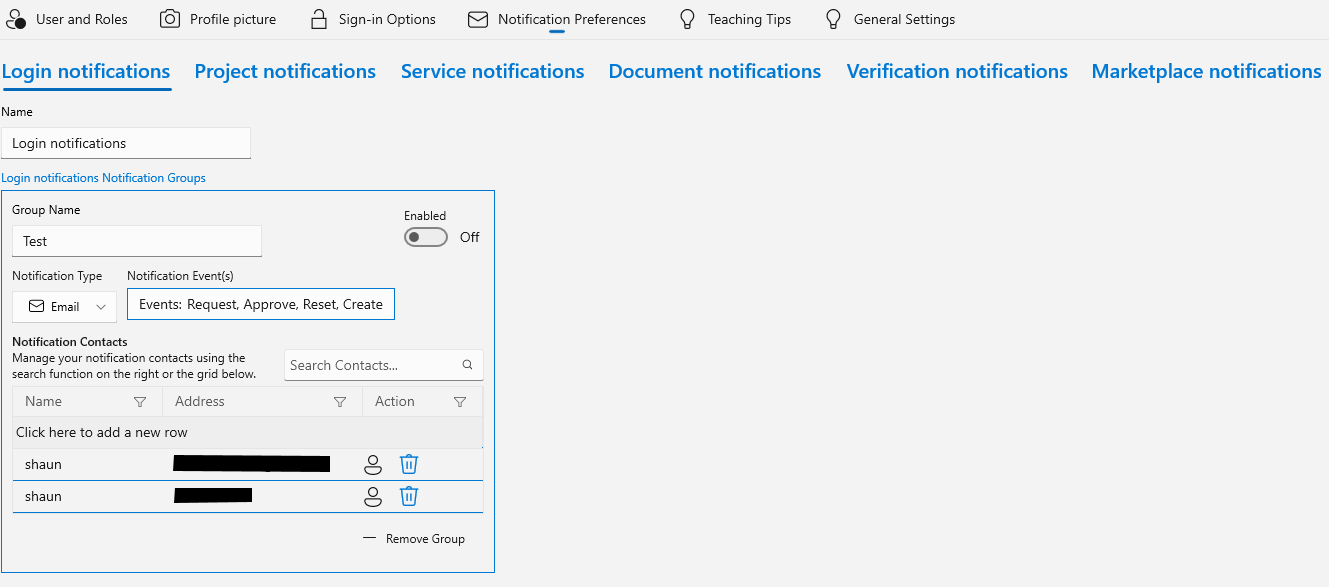 User and Roles Profile picture Sign-in Options Notification Preferences Teaching Tips General Settings
Login notifications Project notifications Service notifications Document notifications Verification notifications Marketplace notifications
Name
Login notifications
Login notifications Notification Groups
Group Name
Enabled
Test
Off
Notification Type Notification Event(s)
Email Events: Request, Approve, Reset, Create
Notification Contacts
Manage your notification contacts using the
search function on the right or the grid below.
Search Contacts...
Name Address Action
Click here to add a new row
shaun
shaun
Remove Group